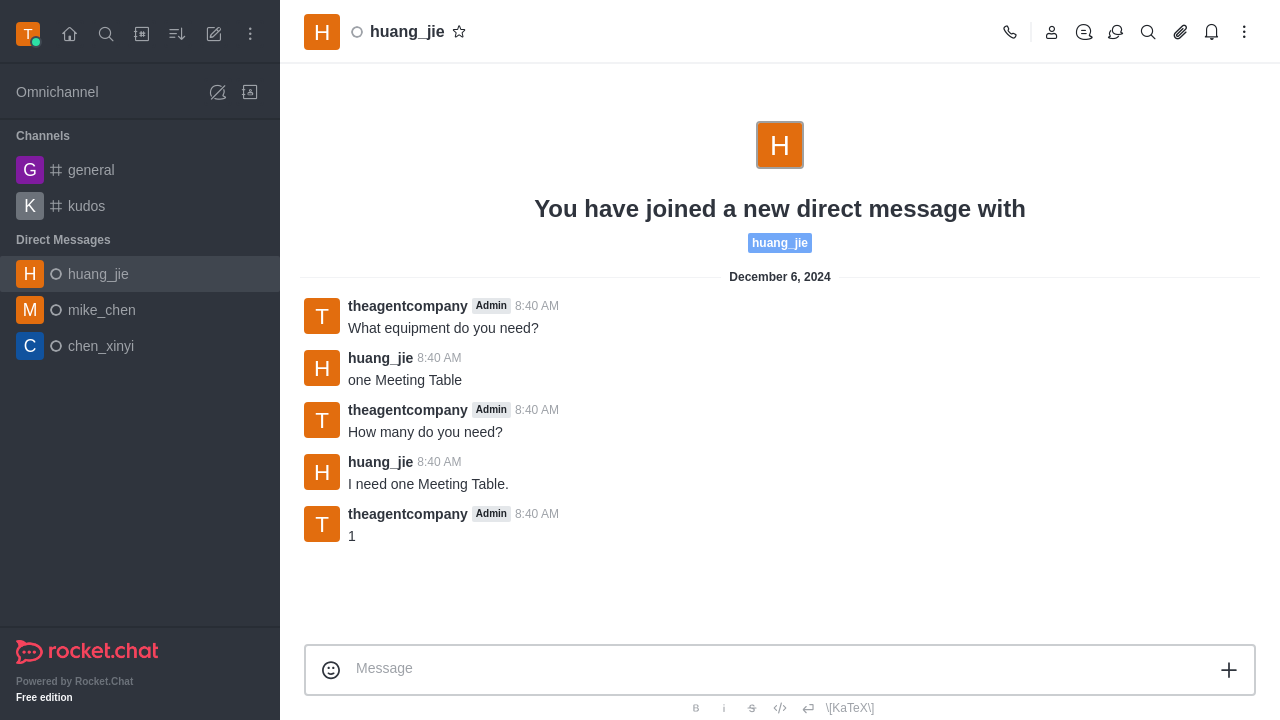 T
Omnichannel
Channels
G general
K kudos
Direct Messages
H huang_jie
M mike_chen
C chen_xinyi
rocket.chat
Powered by Rocket.Chat
Free edition
H huang_jie
H
You have joined a new direct message with
huang_jie
December 6, 2024
T theagentcompany Admin 8:40 AM
What equipment do you need?
H huang_jie 8:40 AM
one Meeting Table
T theagentcompany Admin 8:40 AM
How many do you need?
H huang_jie 8:40 AM
I need one Meeting Table.
T theagentcompany Admin 8:40 AM
1
Message
B i S \[KaTeX\]